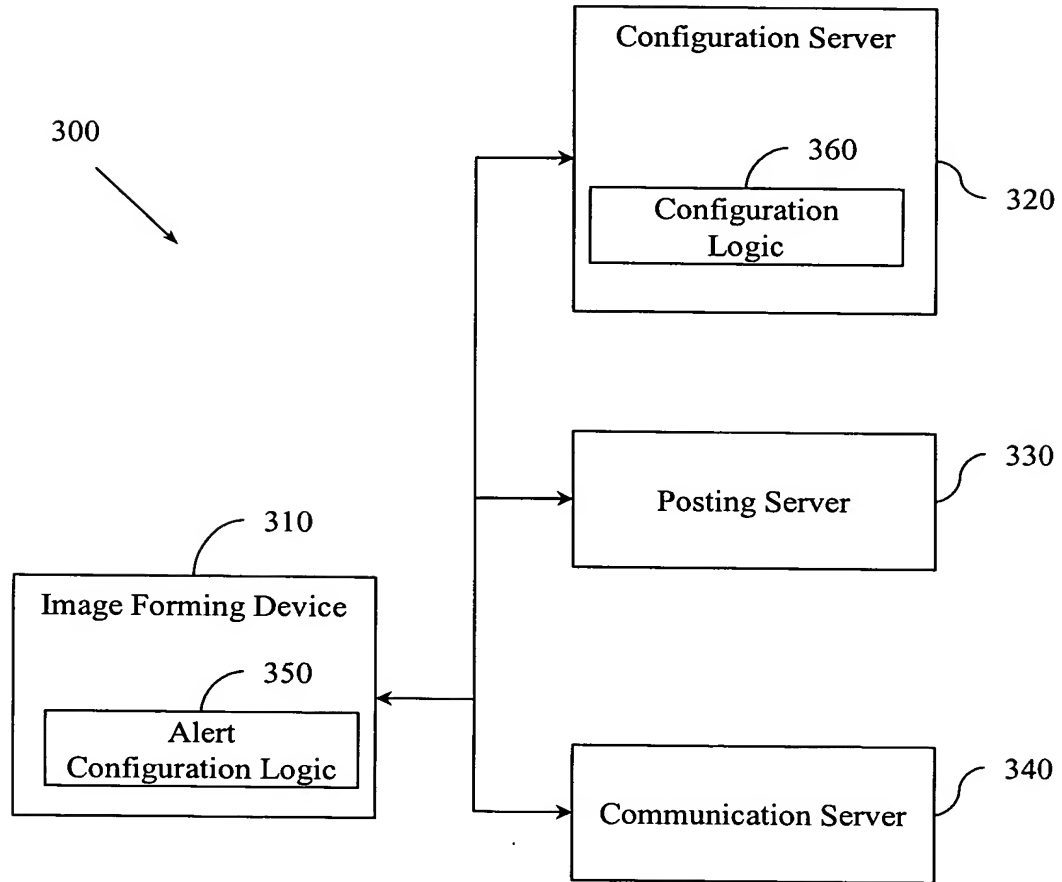 Configuration Server
300
360
Configuration
Logic
320
330
Posting Server
310
Image Forming Device
350
Alert
Configuration Logic
340
Communication Server